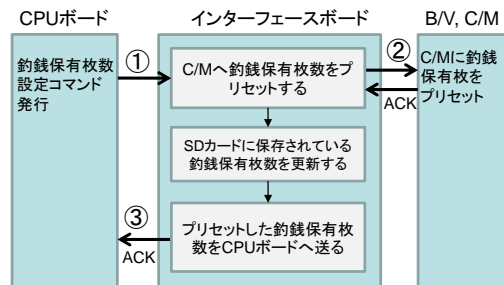 CPUボード
インターフェースボード
B/V, C/M
釣銭保有枚数
設定コマンド
発行
①
C/Mへ釣銭保有枚数をプ
リセットする
②
ACK
C/Mに釣銭
保有枚を
プリセット
SDカードに保存されている
釣銭保有枚数を更新する
③
ACK
プリセットした釣銭保有枚
数をCPUボードへ送る